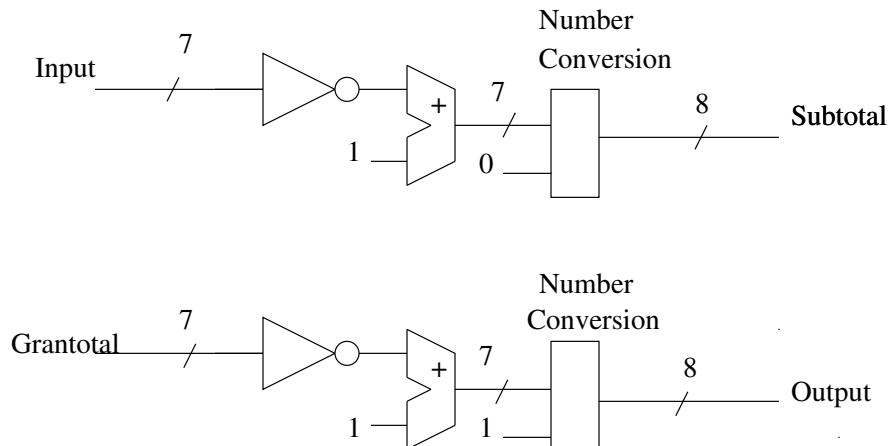 Number
Conversion
7
Input
+
7
8
Subtotal
1
0
Number
Conversion
7
Grantotal
+
7
8
Output
1
1